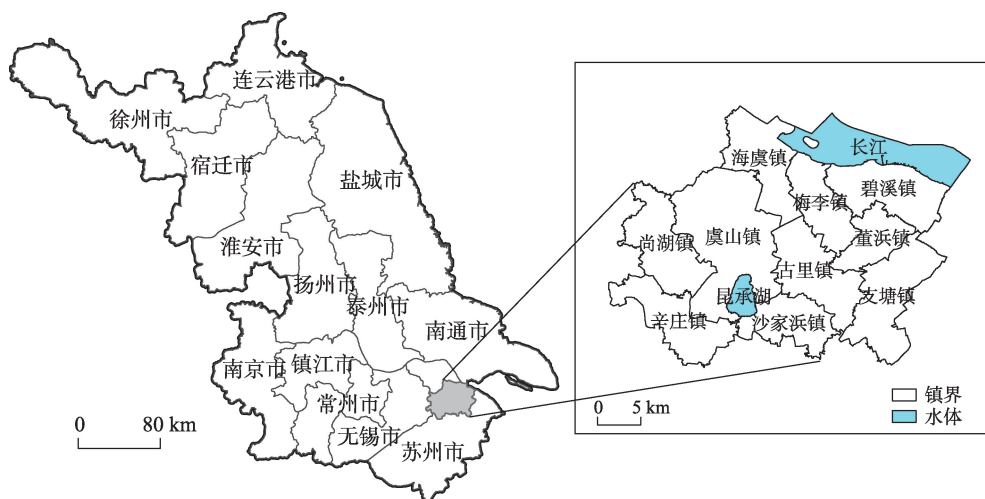 连云港市
徐州市
宿迁市
盐城市
淮安市
扬州市
泰州市
南通市
南京市
镇江市
常州市
无锡市
苏州市
0 80 km
长江
海虞镇
碧溪镇
梅李镇
尚湖镇
虞山镇
董浜镇
古里镇
昆承湖
支塘镇
辛庄镇
沙家浜镇
0 5 km
镇界
水体